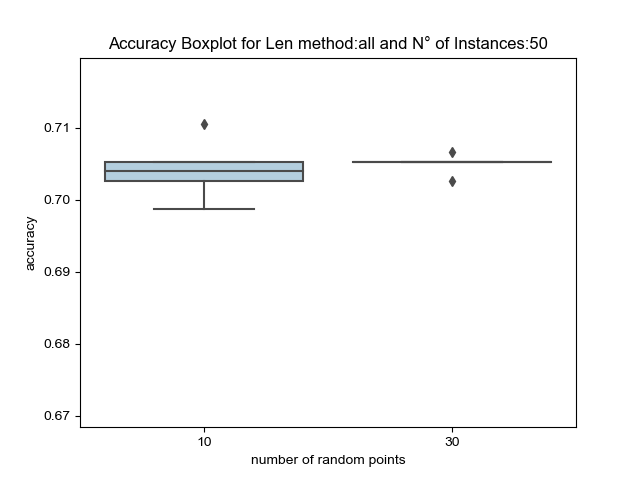 Accuracy Boxplot for Len method:all and N° of Instances:50
0.71
0.70
0.69
0.68
0.67
accuracy
10
30
number of random points